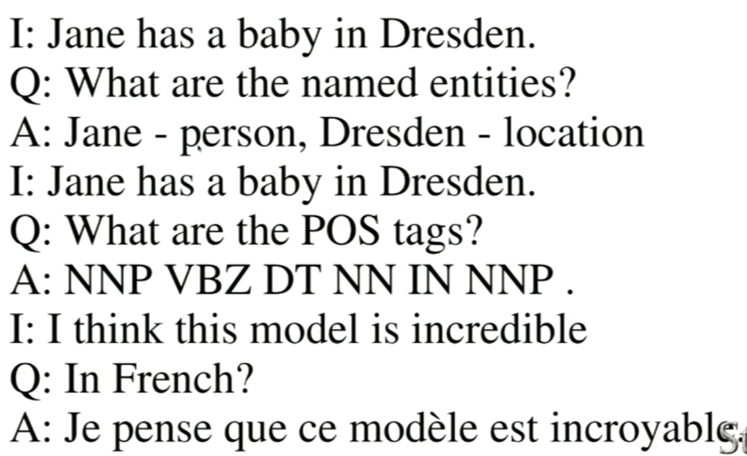 I: Jane has a baby in Dresden.
Q: What are the named entities?
A: Jane - person, Dresden - location
I: Jane has a baby in Dresden.
Q: What are the POS tags?
A: NNP VBZ DT NN IN NNP .
I: I think this model is incredible
Q: In French?
A: Je pense que ce modèle est incroyable.